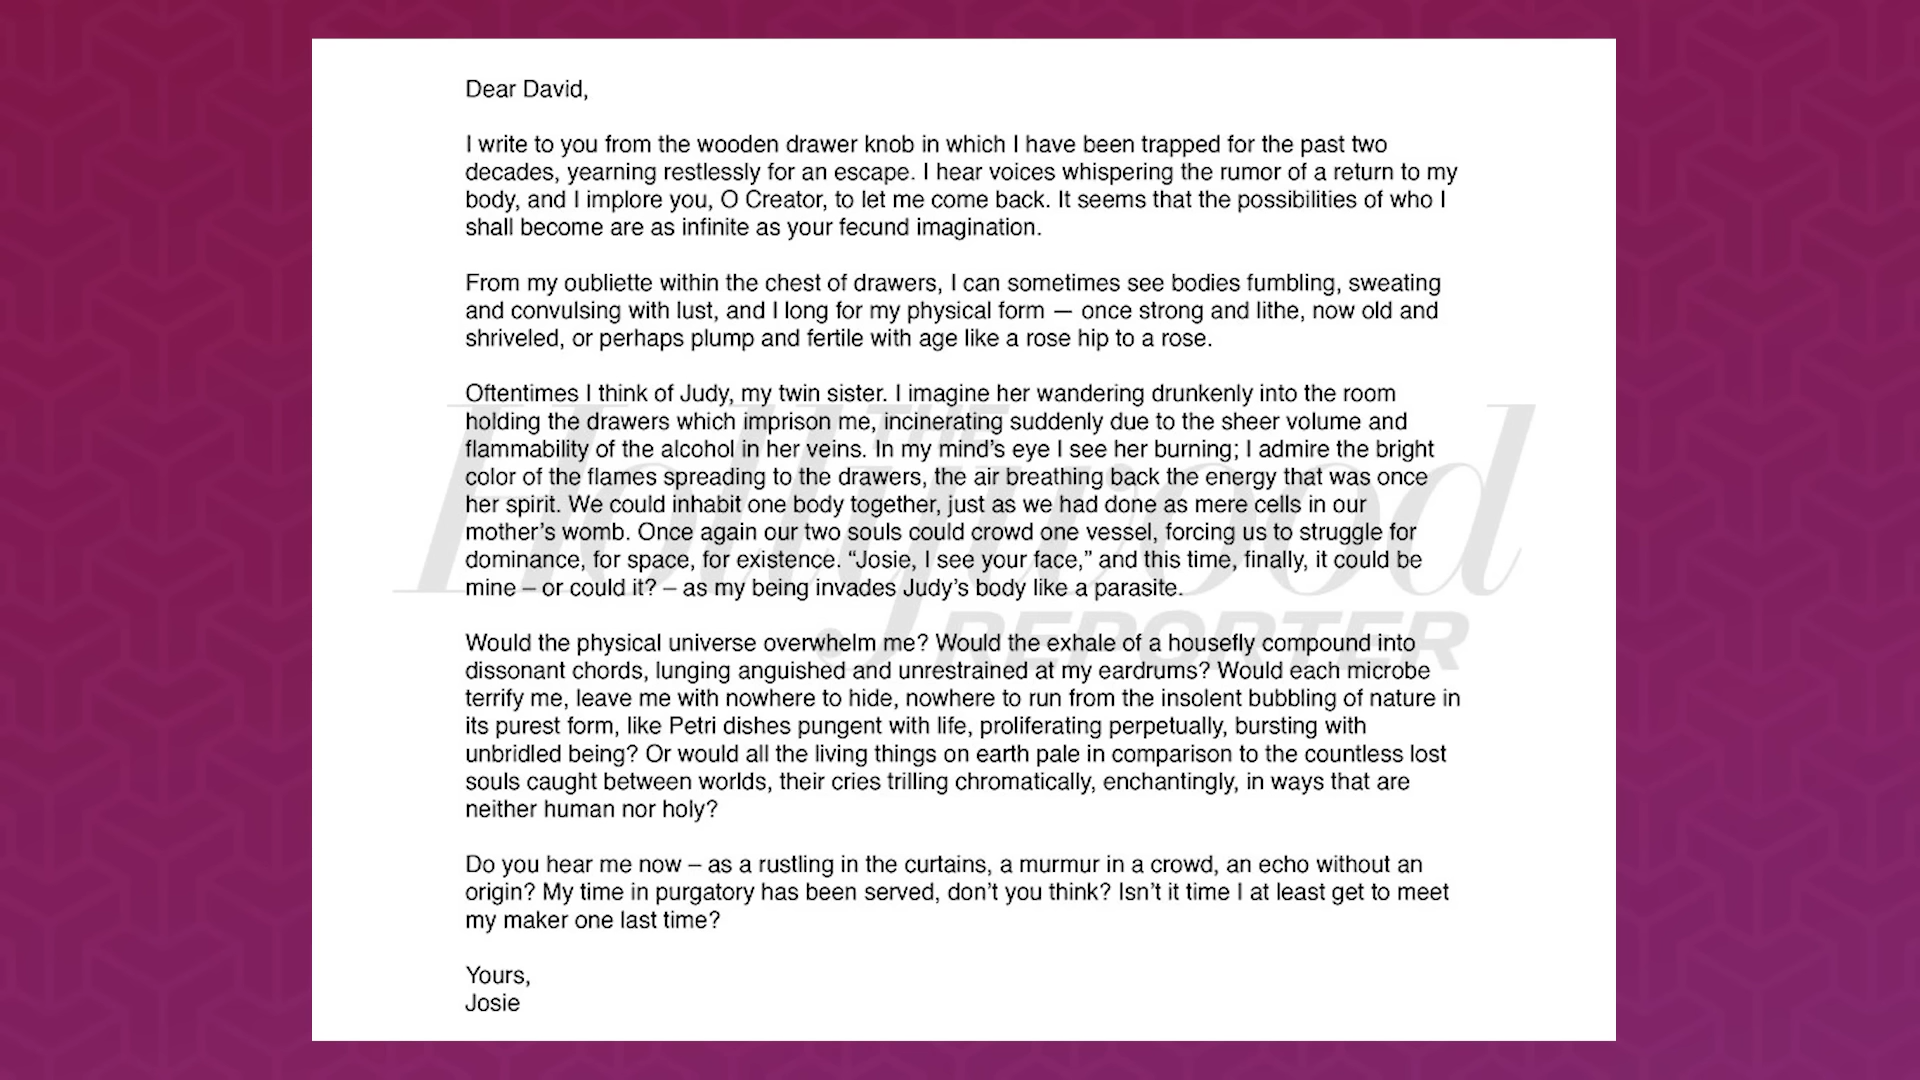 Dear David,
I write to you from the wooden drawer knob in which I have been trapped for the past two
decades, yearning restlessly for an escape. I hear voices whispering the rumor of a return to my
body, and I implore you, O Creator, to let me come back. It seems that the possibilities of who I
shall become are as infinite as your fecund imagination.
From my oubliette within the chest of drawers, I can sometimes see bodies fumbling, sweating
and convulsing with lust, and I long for my physical form — once strong and lithe, now old and
shriveled, or perhaps plump and fertile with age like a rose hip to a rose.
Oftentimes I think of Judy, my twin sister. I imagine her wandering drunkenly into the room
holding the drawers which imprison me, incinerating suddenly due to the sheer volume and
flammability of the alcohol in her veins. In my mind’s eye I see her burning; I admire the bright
color of the flames spreading to the drawers, the air breathing back the energy that was once
her spirit. We could inhabit one body together, just as we had done as mere cells in our
mother’s womb. Once again our two souls could crowd one vessel, forcing us to struggle for
dominance, for space, for existence. “Josie, I see your face,” and this time, finally, it could be
mine – or could it? – as my being invades Judy’s body like a parasite.
Would the physical universe overwhelm me? Would the exhale of a housefly compound into
dissonant chords, lunging anguished and unrestrained at my eardrums? Would each microbe
terrify me, leave me with nowhere to hide, nowhere to run from the insolent bubbling of nature in
its purest form, like Petri dishes pungent with life, proliferating perpetually, bursting with
unbridled being? Or would all the living things on earth pale in comparison to the countless lost
souls caught between worlds, their cries trilling chromatically, enchantingly, in ways that are
neither human nor holy?
Do you hear me now – as a rustling in the curtains, a murmur in a crowd, an echo without an
origin? My time in purgatory has been served, don’t you think? Isn’t it time I at least get to meet
my maker one last time?
Yours,
Josie
THE
Hollywood
REPORTER